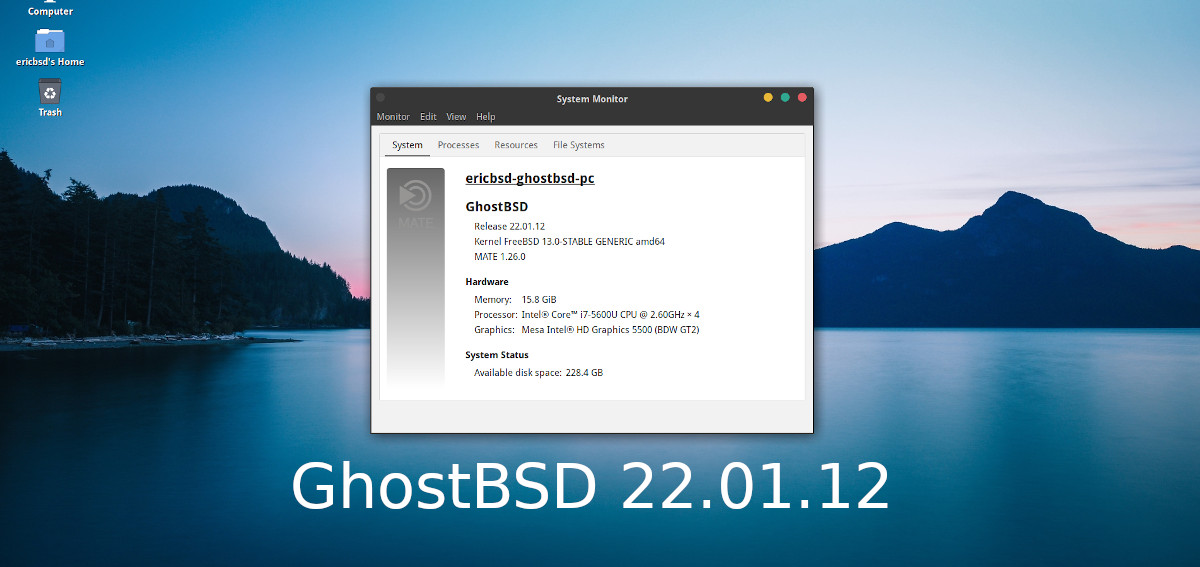 Computer
ericbsd's Home
Trash
System Monitor
Monitor Edit View Help
System Processes Resources File Systems
MATE
ericbsd-ghostbsd-pc
GhostBSD
Release 22.01.12
Kernel FreeBSD 13.0-STABLE GENERIC amd64
MATE 1.26.0
Hardware
Memory: 15.8 GiB
Processor: Intel® Core™ i7-5600U CPU @ 2.60GHz × 4
Graphics: Mesa Intel® HD Graphics 5500 (BDW GT2)
System Status
Available disk space: 228.4 GB
GhostBSD 22.01.12